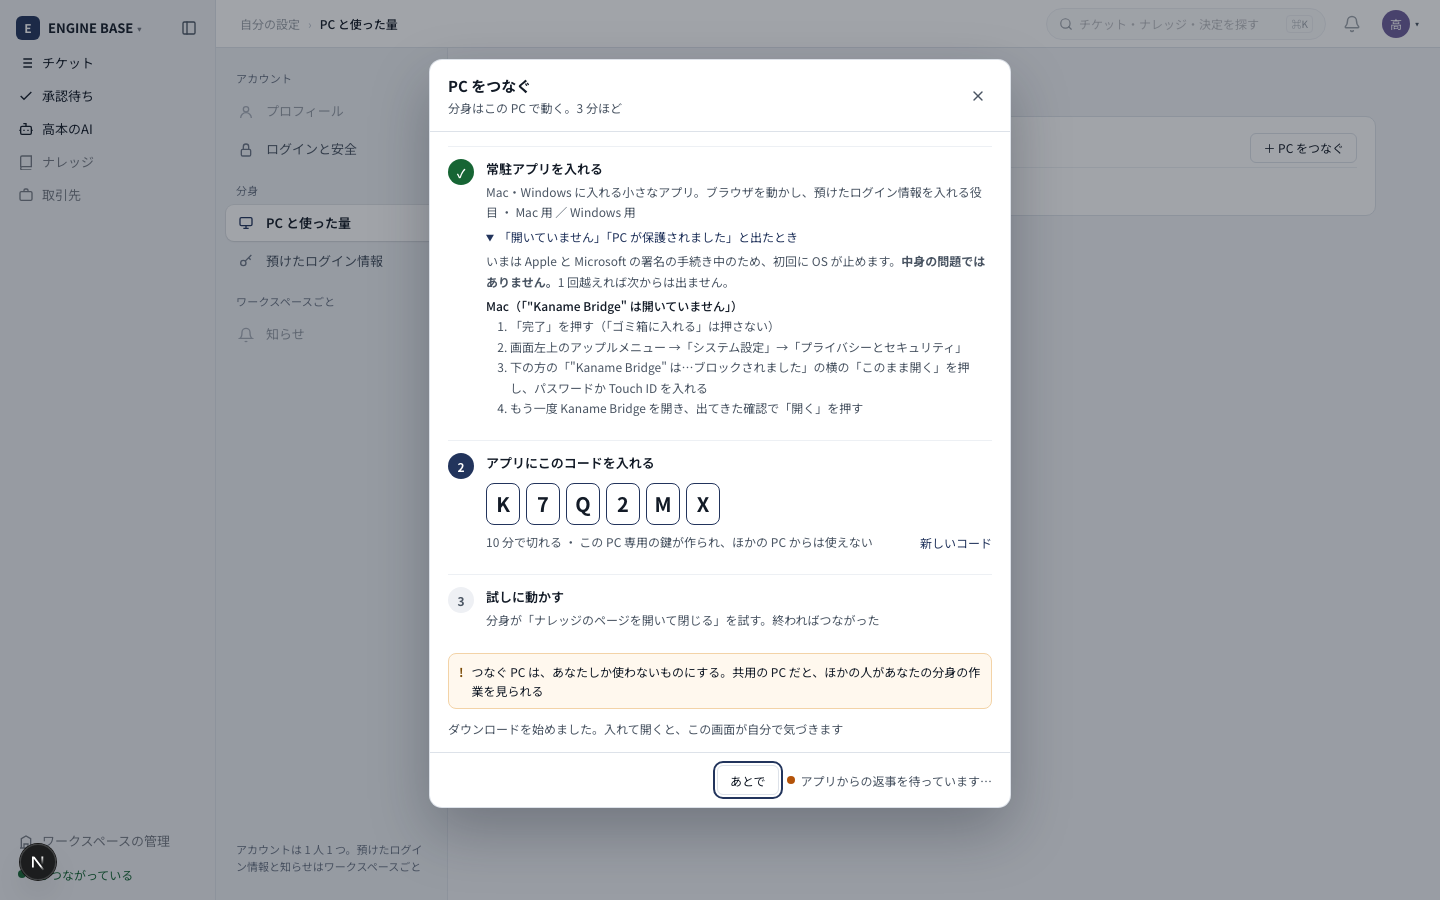 E ENGINE BASE
チケット
承認待ち
高本のAI
ナレッジ
取引先
ワークスペースの管理
つながっている
N
自分の設定 › PC と使った量
チケット・ナレッジ・決定を探す ⌘K
高
アカウント
プロフィール
ログインと安全
分身
PC と使った量
預けたログイン情報
ワークスペースごと
知らせ
アカウントは 1 人 1 つ。預けたログイ
ン情報と知らせはワークスペースごと
＋ PC をつなぐ
PC をつなぐ
分身はこの PC で動く。3 分ほど
常駐アプリを入れる
Mac・Windows に入れる小さなアプリ。ブラウザを動かし、預けたログイン情報を入れる役
目 ・ Mac 用 ／ Windows 用
▼ 「開いていません」「PC が保護されました」と出たとき
いまは Apple と Microsoft の署名の手続き中のため、初回に OS が止めます。中身の問題では
ありません。1 回越えれば次からは出ません。
Mac（「"Kaname Bridge" は開いていません」）
1. 「完了」を押す（「ゴミ箱に入れる」は押さない）
2. 画面左上のアップルメニュー →「システム設定」→「プライバシーとセキュリティ」
3. 下の方の「"Kaname Bridge" は…ブロックされました」の横の「このまま開く」を押
し、パスワードか Touch ID を入れる
4. もう一度 Kaname Bridge を開き、出てきた確認で「開く」を押す
2 アプリにこのコードを入れる
K 7 Q 2 M X
10 分で切れる ・ この PC 専用の鍵が作られ、ほかの PC からは使えない 新しいコード
3 試しに動かす
分身が「ナレッジのページを開いて閉じる」を試す。終わればつながった
! つなぐ PC は、あなたしか使わないものにする。共用の PC だと、ほかの人があなたの分身の作
業を見られる
ダウンロードを始めました。入れて開くと、この画面が自分で気づきます
あとで アプリからの返事を待っています…